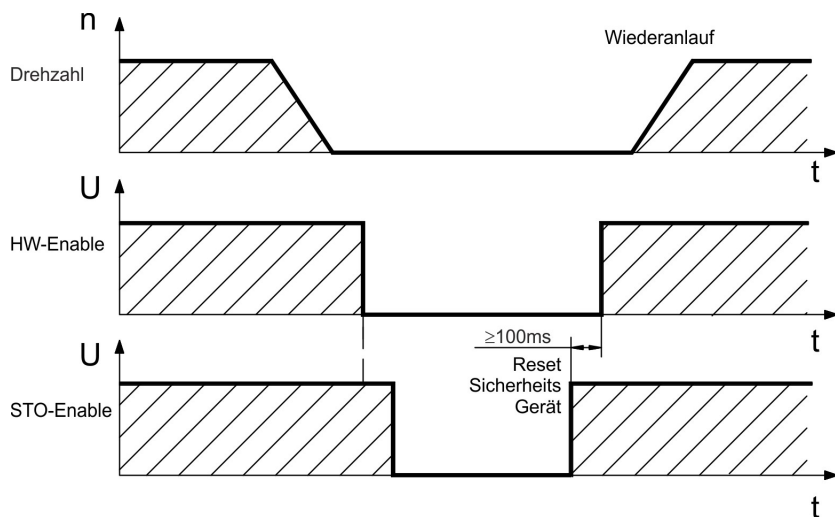 n
Wiederanlauf
Drehzahl
t
U
HW-Enable
t
≥100ms
U
Reset
Sicherheits
Gerät
STO-Enable
t